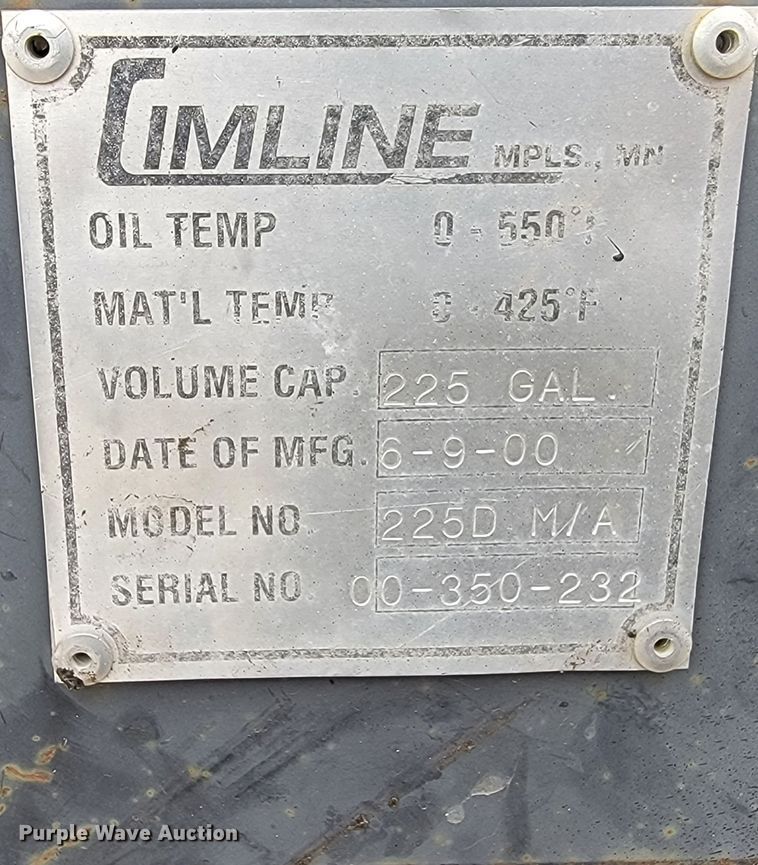 CIMLINE MPLS., MN
OIL TEMP 0 - 550°F
MAT'L TEMP 0 - 425°F
VOLUME CAP. 225 GAL.
DATE OF MFG. 6-9-00
MODEL NO. 225D M/A
SERIAL NO. 00-350-232
Purple Wave Auction